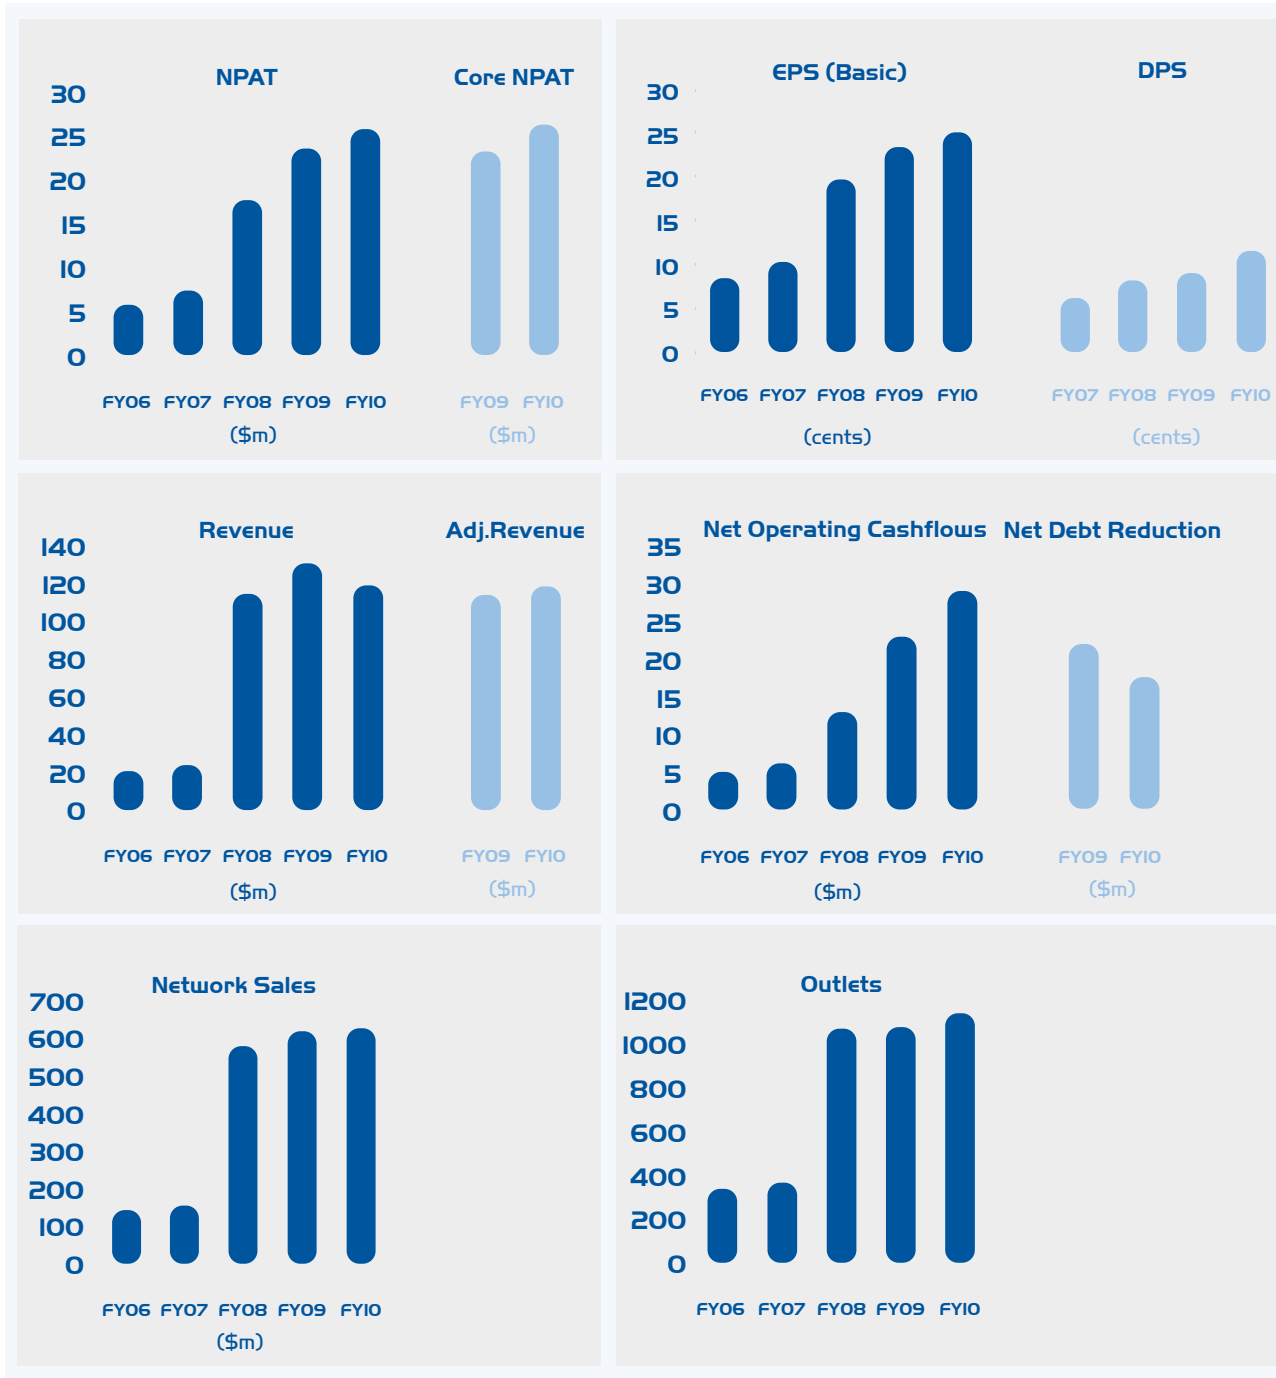 NPAT
Core NPAT
30
25
20
15
10
5
0
FY06 FY07 FY08 FY09 FY10
FY09 FY10
($m)
($m)
EPS (Basic)
DPS
30
25
20
15
10
5
0
FY06 FY07 FY08 FY09 FY10
FY07 FY08 FY09 FY10
(cents)
(cents)
Revenue
Adj.Revenue
140
120
100
80
60
40
20
0
FY06 FY07 FY08 FY09 FY10
FY09 FY10
($m)
($m)
Net Operating Cashflows
Net Debt Reduction
35
30
25
20
15
10
5
0
FY06 FY07 FY08 FY09 FY10
FY09 FY10
($m)
($m)
Network Sales
700
600
500
400
300
200
100
0
FY06 FY07 FY08 FY09 FY10
($m)
Outlets
1200
1000
800
600
400
200
0
FY06 FY07 FY08 FY09 FY10